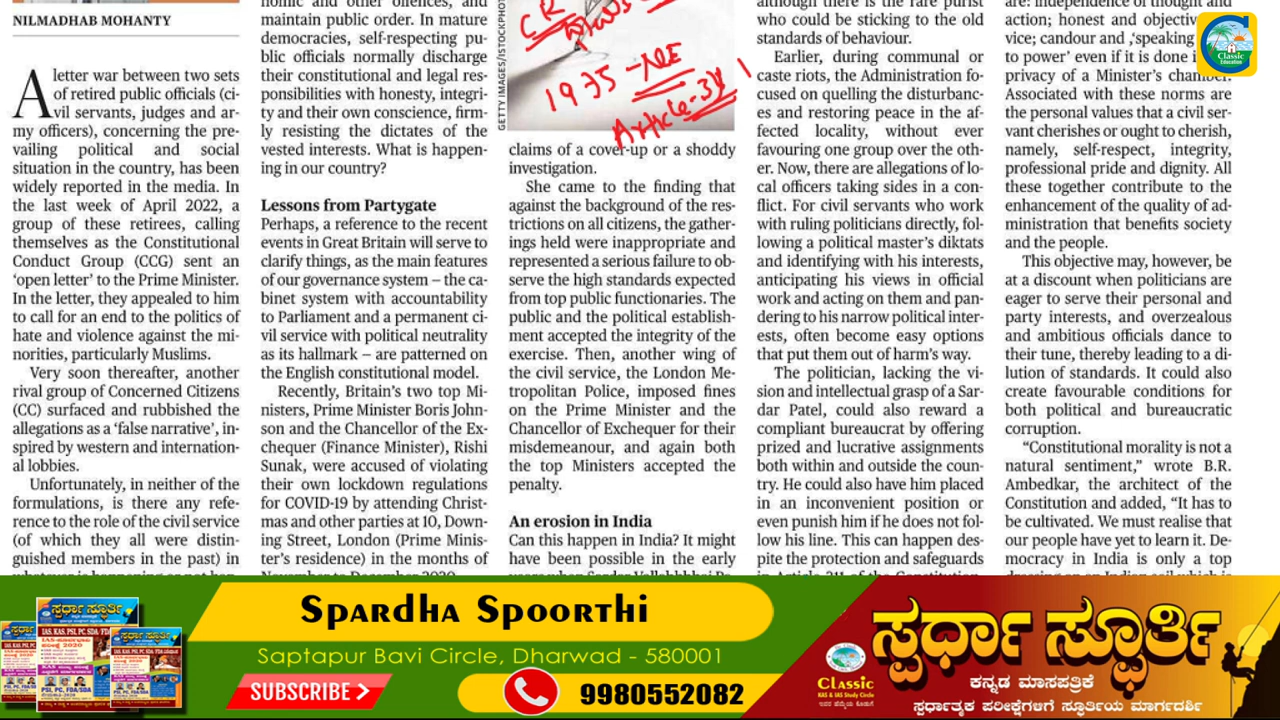 NILMADHAB MOHANTY
A letter war between two sets
of retired public officials (ci-
vil servants, judges and ar-
my officers), concerning the pre-
vailing political and social
situation in the country, has been
widely reported in the media. In
the last week of April 2022, a
group of these retirees, calling
themselves as the Constitutional
Conduct Group (CCG) sent an
‘open letter’ to the Prime Minister.
In the letter, they appealed to him
to call for an end to the politics of
hate and violence against the mi-
norities, particularly Muslims.
Very soon thereafter, another
rival group of Concerned Citizens
(CC) surfaced and rubbished the
allegations as a ‘false narrative’, in-
spired by western and internation-
al lobbies.
Unfortunately, in neither of the
formulations, is there any refe-
rence to the role of the civil service
(of which they all were distin-
guished members in the past) in
nomic and other offences, and
maintain public order. In mature
democracies, self-respecting pu-
blic officials normally discharge
their constitutional and legal res-
ponsibilities with honesty, integri-
ty and their own conscience, firm-
ly resisting the dictates of the
vested interests. What is happen-
ing in our country?
Lessons from Partygate
Perhaps, a reference to the recent
events in Great Britain will serve to
clarify things, as the main features
of our governance system – the ca-
binet system with accountability
to Parliament and a permanent ci-
vil service with political neutrality
as its hallmark – are patterned on
the English constitutional model.
Recently, Britain’s two top Mi-
nisters, Prime Minister Boris John-
son and the Chancellor of the Ex-
chequer (Finance Minister), Rishi
Sunak, were accused of violating
their own lockdown regulations
for COVID-19 by attending Christ-
mas and other parties at 10, Down-
ing Street, London (Prime Minis-
ter’s residence) in the months of
November to December 2020.
GETTY IMAGES/ISTOCKPHOTO
CR
1935
Article-311
claims of a cover-up or a shoddy
investigation.
She came to the finding that
against the background of the res-
trictions on all citizens, the gather-
ings held were inappropriate and
represented a serious failure to ob-
serve the high standards expected
from top public functionaries. The
public and the political establish-
ment accepted the integrity of the
exercise. Then, another wing of
the civil service, the London Me-
tropolitan Police, imposed fines
on the Prime Minister and the
Chancellor of Exchequer for their
misdemeanour, and again both
the top Ministers accepted the
penalty.
An erosion in India
Can this happen in India? It might
have been possible in the early
although there is the rare purist
who could be sticking to the old
standards of behaviour.
Earlier, during communal or
caste riots, the Administration fo-
cused on quelling the disturbanc-
es and restoring peace in the af-
fected locality, without ever
favouring one group over the oth-
er. Now, there are allegations of lo-
cal officers taking sides in a con-
flict. For civil servants who work
with ruling politicians directly, fol-
lowing a political master’s diktats
and identifying with his interests,
anticipating his views in official
work and acting on them and pan-
dering to his narrow political inter-
ests, often become easy options
that put them out of harm’s way.
The politician, lacking the vi-
sion and intellectual grasp of a Sar-
dar Patel, could also reward a
compliant bureaucrat by offering
prized and lucrative assignments
both within and outside the coun-
try. He could also have him placed
in an inconvenient position or
even punish him if he does not fol-
low his line. This can happen des-
pite the protection and safeguards
in Article 311 of the Constitution
are: independence of thought and
action; honest and objective
vice; candour and ‚‘speaking
to power’ even if it is done i
privacy of a Minister’s chamber.
Associated with these norms are
the personal values that a civil ser-
vant cherishes or ought to cherish,
namely, self-respect, integrity,
professional pride and dignity. All
these together contribute to the
enhancement of the quality of ad-
ministration that benefits society
and the people.
This objective may, however, be
at a discount when politicians are
eager to serve their personal and
party interests, and overzealous
and ambitious officials dance to
their tune, thereby leading to a di-
lution of standards. It could also
create favourable conditions for
both political and bureaucratic
corruption.
“Constitutional morality is not a
natural sentiment,” wrote B.R.
Ambedkar, the architect of the
Constitution and added, “It has to
be cultivated. We must realise that
our people have yet to learn it. De-
mocracy in India is only a top
Classic
Education
Spardha Spoorthi
Saptapur Bavi Circle, Dharwad - 580001
SUBSCRIBE
9980552082
ಸ್ಪರ್ಧಾ ಸ್ಫೂರ್ತಿ
ಕನ್ನಡ ಮಾಸಪತ್ರಿಕೆ
ಸ್ಪರ್ಧಾತ್ಮಕ ಪರೀಕ್ಷೆಗಳಿಗೆ ಸ್ಫೂರ್ತಿಯ ಮಾರ್ಗದರ್ಶಿ
Classic
KAS & IAS Study Circle